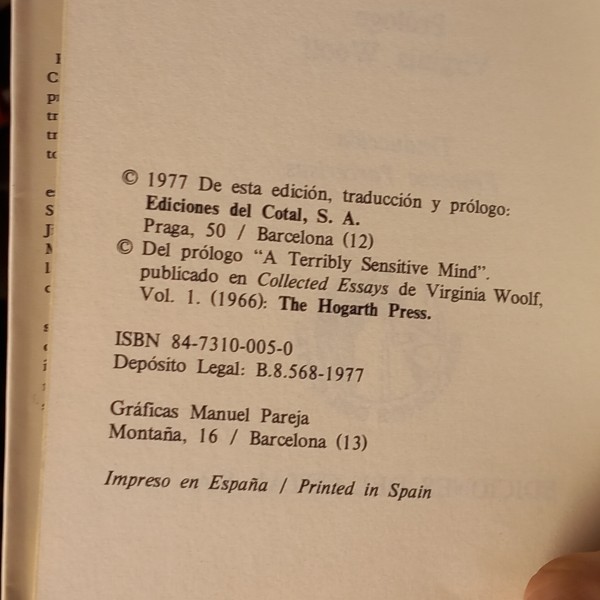 © 1977 De esta edición, traducción y prólogo:
Ediciones del Cotal, S. A.
Praga, 50 / Barcelona (12)
© Del prólogo “A Terribly Sensitive Mind”.
publicado en Collected Essays de Virginia Woolf,
Vol. 1. (1966): The Hogarth Press.
ISBN 84-7310-005-0
Depósito Legal: B.8.568-1977
Gráficas Manuel Pareja
Montaña, 16 / Barcelona (13)
Impreso en España / Printed in Spain